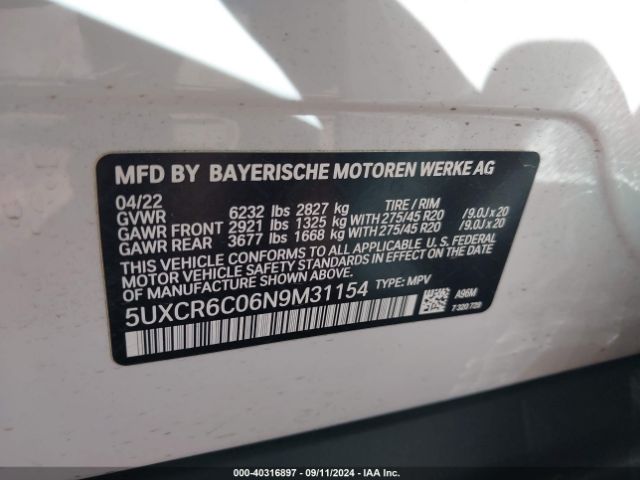 MFD BY BAYERISCHE MOTOREN WERKE AG
04/22 TIRE / RIM
GVWR 6232 lbs 2827 kg
GAWR FRONT 2921 lbs 1325 kg WITH 275/45 R20 /9.0J x 20
GAWR REAR 3677 lbs 1668 kg WITH 275/45 R20 /9.0J x 20
THIS VEHICLE CONFORMS TO ALL APPLICABLE U.S. FEDERAL
MOTOR VEHICLE SAFETY STANDARDS IN EFFECT ON THE DATE
OF MANUFACTURE SHOWN ABOVE.
5UXCR6C06N9M31154 TYPE: MPV
A96M
7 320 729
000-40316897 - 09/11/2024 - IAA Inc.